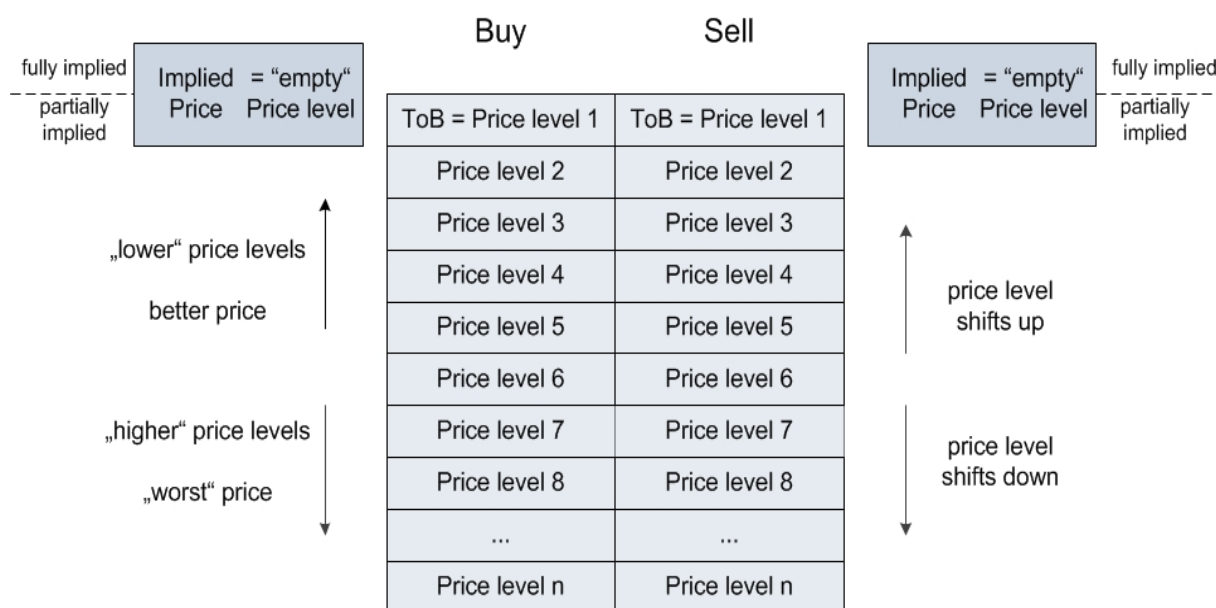 Buy
Sell
fully implied
partially
implied
Implied = “empty“
Price Price level
Implied = “empty“
Price Price level
fully implied
partially
implied
ToB = Price level 1
ToB = Price level 1
Price level 2
Price level 2
Price level 3
Price level 3
Price level 4
Price level 4
Price level 5
Price level 5
Price level 6
Price level 6
Price level 7
Price level 7
Price level 8
Price level 8
...
...
Price level n
Price level n
„lower“ price levels
better price
„higher“ price levels
„worst“ price
price level
shifts up
price level
shifts down